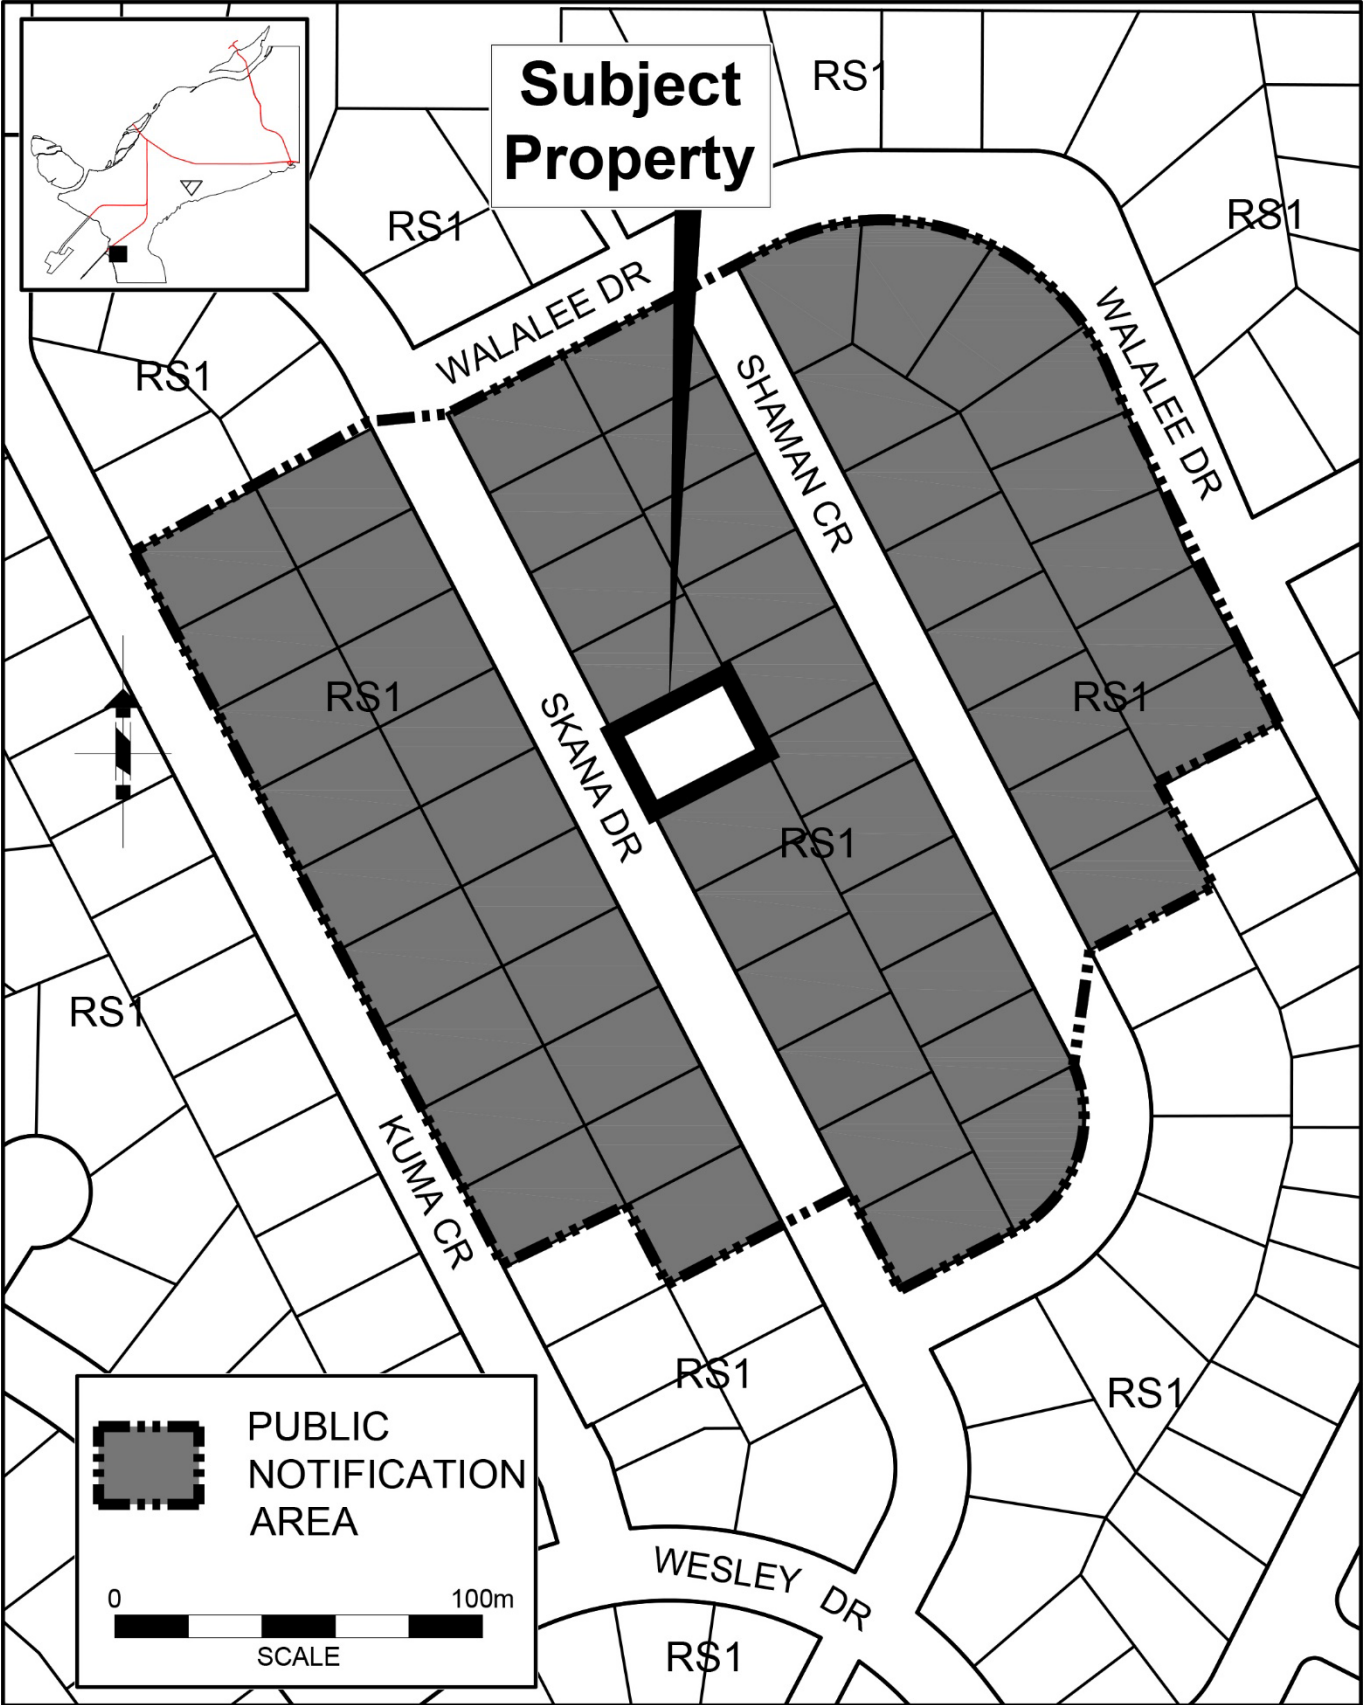 Subject
Property
RS1
RS1
RS1
WALALEE DR
RS1
WALALEE DR
SHAMAN CR
RS1
RS1
SKANA DR
RS1
RS1
KUMA CR
RS1
RS1
PUBLIC
NOTIFICATION
AREA
WESLEY DR
0 100m
SCALE
RS1